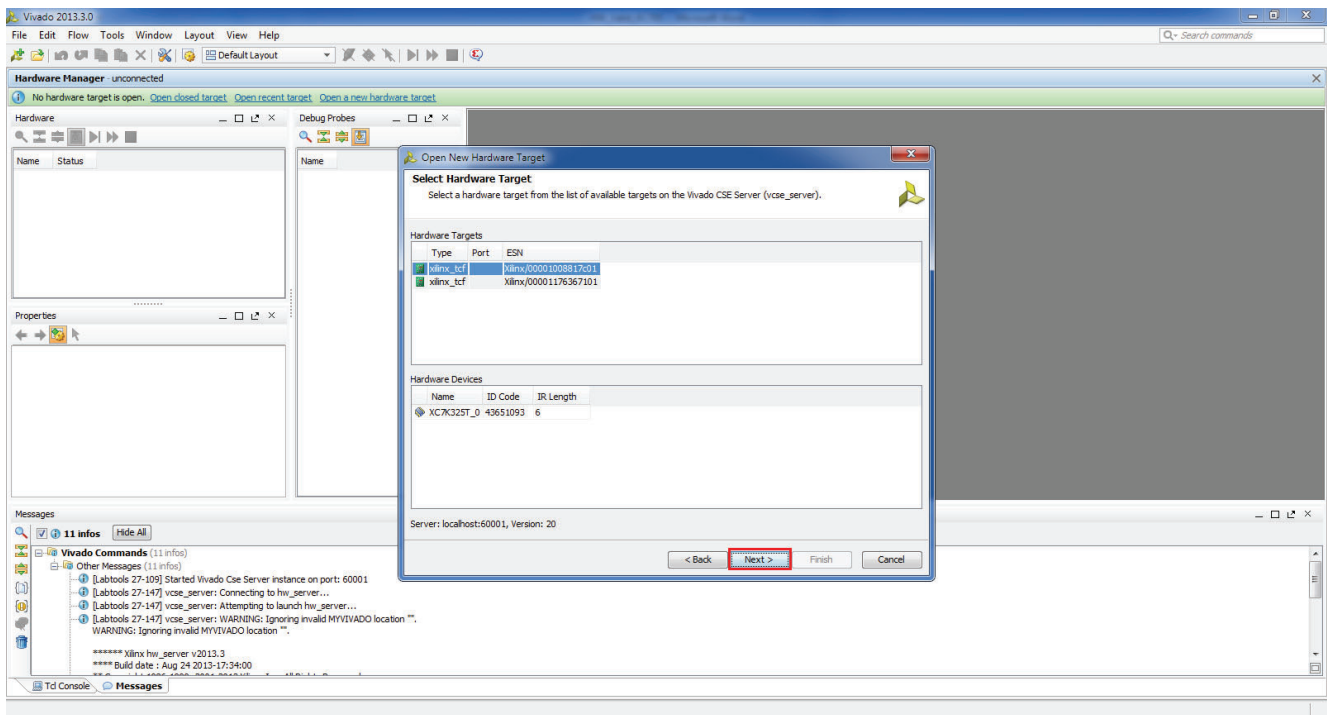 Vivado 2013.3.0
File Edit Flow Tools Window Layout View Help
Search commands
Default Layout
Hardware Manager - unconnected
No hardware target is open. Open closed target Open recent target Open a new hardware target
Hardware
Debug Probes
Name Status
Name
Open New Hardware Target
Select Hardware Target
Select a hardware target from the list of available targets on the Vivado CSE Server (vcse_server).
Hardware Targets
Type Port ESN
xilinx_tcf Xilinx/00001008817c01
xilinx_tcf Xilinx/00001176367101
Properties
Hardware Devices
Name ID Code IR Length
XC7K325T_0 43651093 6
Server: localhost:60001, Version: 20
< Back Next > Finish Cancel
Messages
11 infos Hide All
Vivado Commands (11 infos)
Other Messages (11 infos)
[Labtools 27-109] Started Vivado Cse Server instance on port: 60001
[Labtools 27-147] vcse_server: Connecting to hw_server...
[Labtools 27-147] vcse_server: Attempting to launch hw_server...
[Labtools 27-147] vcse_server: WARNING: Ignoring invalid MYVIVADO location "".
WARNING: Ignoring invalid MYVIVADO location "".
****** Xilinx hw_server v2013.3
**** Build date : Aug 24 2013-17:34:00
Tcl Console Messages